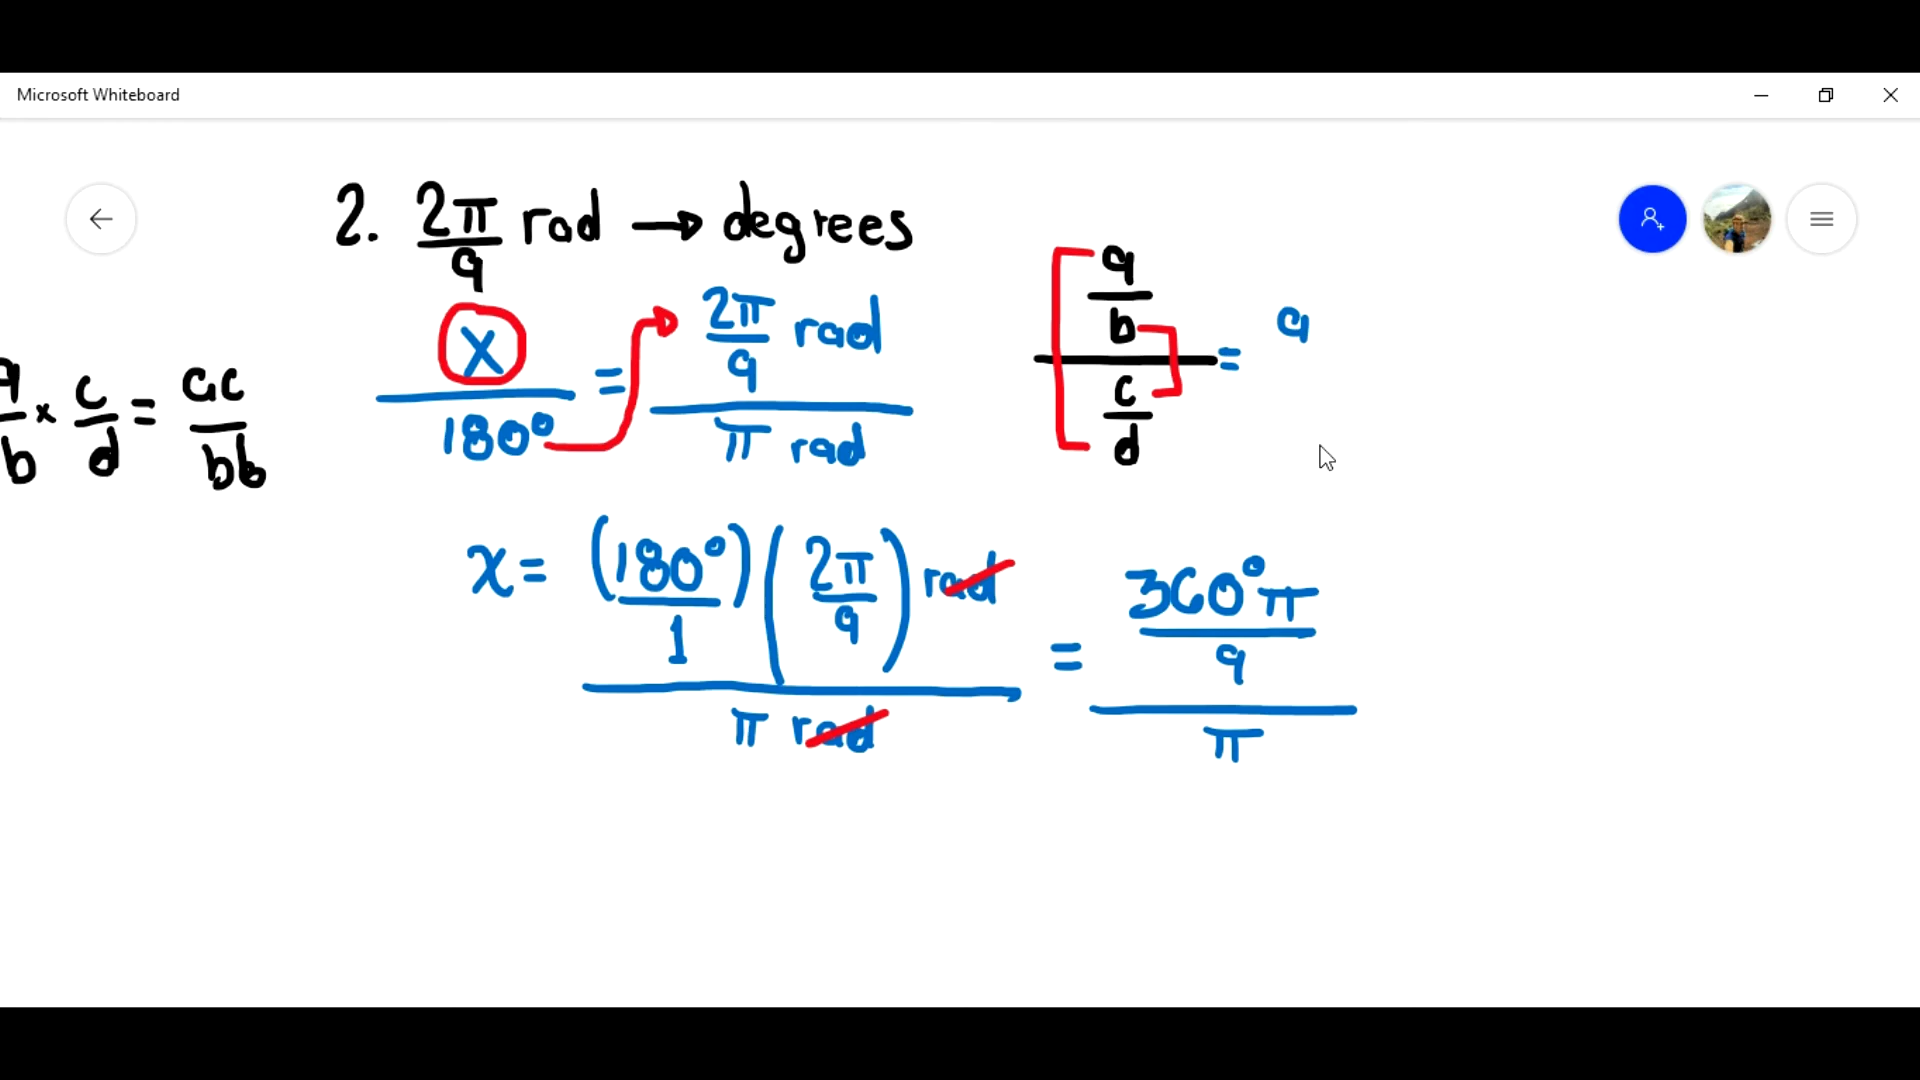 Microsoft Whiteboard
2. 2π/9 rad → degrees
x/180° = (2π/9 rad)/(π rad)
(a/b)/(c/d) = a
a/b × c/d = ac/bb
x = ((180°/1)(2π/9) rad)/(π rad) = (360°π/9)/π